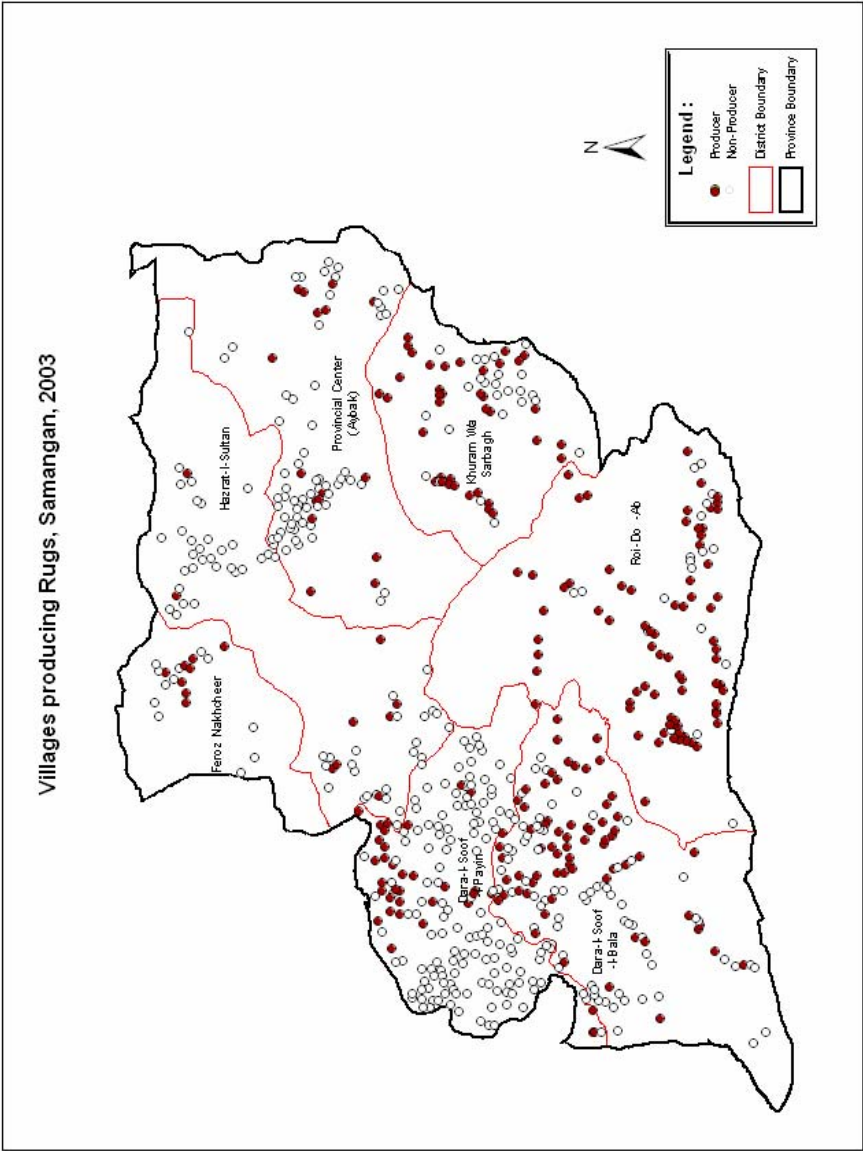 Villages producing Rugs, Samangan, 2003
N
Legend :
Producer
Non-Producer
District Boundary
Province Boundary
Hazrat-I-Sultan
Provincial Center
(Aybak)
Feroz Nakhcheer
Khuram Wa
Sarbagh
Roi-Do -Ab
Dara-I-Soof
-I-Payin
Dara-I-Soof
-I-Bala